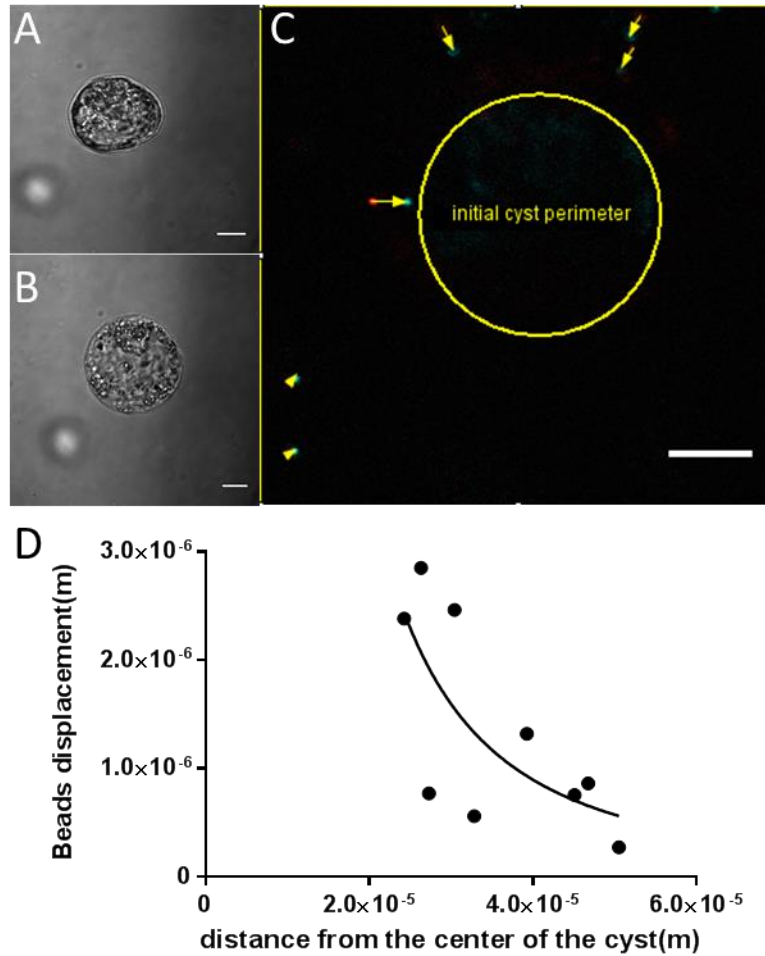 A
B
C
initial cyst perimeter
D
3.0×10⁻⁶
2.0×10⁻⁶
1.0×10⁻⁶
0
Beads displacement(m)
0
2.0×10⁻⁵
4.0×10⁻⁵
6.0×10⁻⁵
distance from the center of the cyst(m)